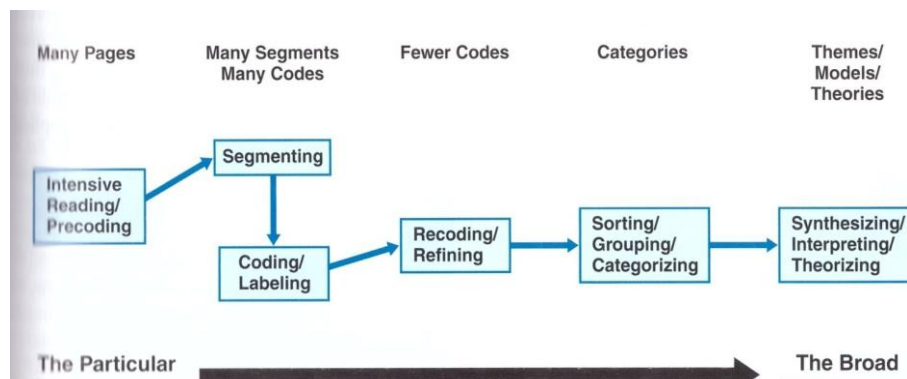 Many Pages
Many Segments
Many Codes
Fewer Codes
Categories
Themes/
Models/
Theories
Segmenting
Intensive
Reading/
Precoding
Coding/
Labeling
Recoding/
Refining
Sorting/
Grouping/
Categorizing
Synthesizing/
Interpreting/
Theorizing
The Particular
The Broad